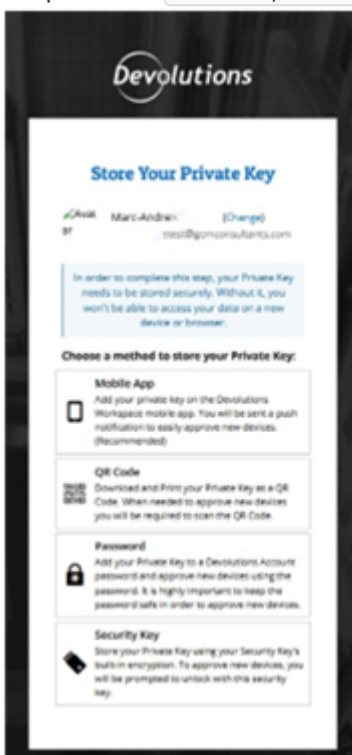 Devolutions
Store Your Private Key
Avatar
Marc-Andre (Change)
test@gomconsultants.com
In order to complete this step, your Private Key
needs to be stored securely. Without it, you
won't be able to access your data on a new
device or browser.
Choose a method to store your Private Key:
Mobile App
Add your private key on the Devolutions
Workspace mobile app. You will be sent a push
notification to easily approve new devices.
(Recommended)
QR Code
Download and Print your Private Key as a QR
Code. When needed to approve new devices
you will be required to scan the QR Code.
Password
Add your Private Key to a Devolutions Account
password and approve new devices using the
password. It is highly important to keep the
password safe in order to approve new devices.
Security Key
Store your Private Key using your Security Key's
built-in encryption. To approve new devices, you
will be prompted to unlock with this security
key.